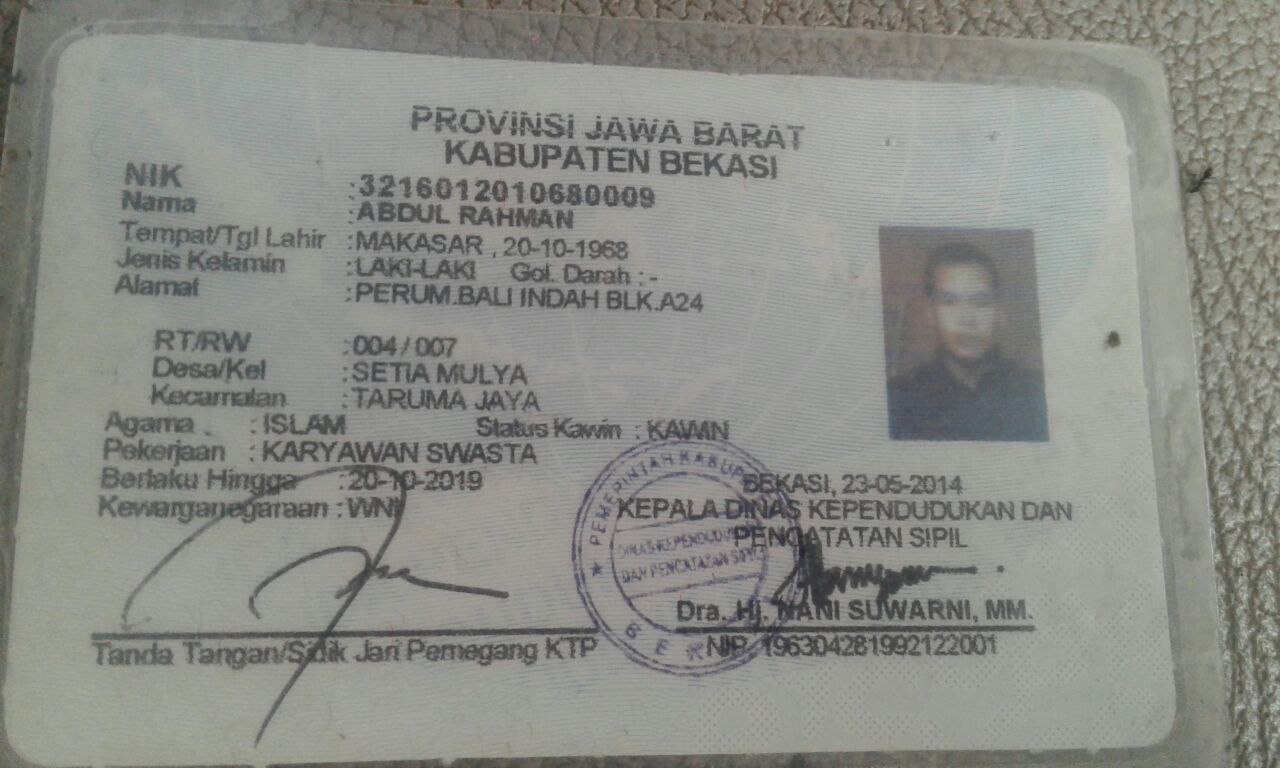 PROVINSI JAWA BARAT
KABUPATEN BEKASI
NIK :3216012010680009
Nama :ABDUL RAHMAN
Tempat/Tgl Lahir :MAKASAR , 20-10-1968
Jenis Kelamin :LAKI-LAKI Gol. Darah : -
Alamat :PERUM.BALI INDAH BLK.A24
RT/RW :004 / 007
Desa/Kel :SETIA MULYA
Kecamatan :TARUMA JAYA
Agama : ISLAM Status Kawin : KAWIN
Pekerjaan : KARYAWAN SWASTA
Berlaku Hingga :20-10-2019
Kewarganegaraan : WNI
BEKASI, 23-05-2014
KEPALA DINAS KEPENDUDUKAN DAN
PENCATATAN SIPIL
PEMERINTAH KABUP
DINAS KEPENDUDUK
DAN PENCATATAN SIPIL
BEK
Dra. Hj. NANI SUWARNI, MM.
NIP. 196304281992122001
Tanda Tangan/Sidik Jari Pemegang KTP